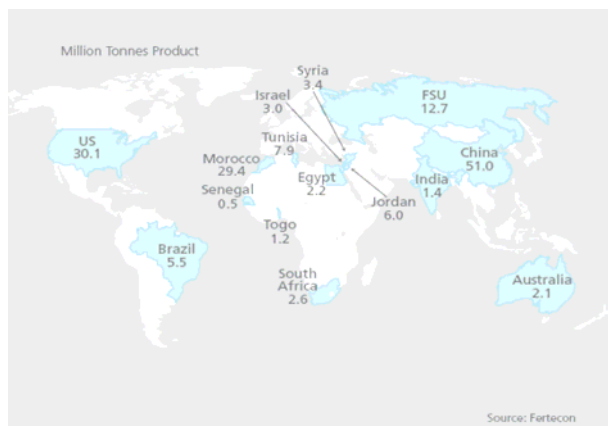 Million Tonnes Product
Syria
3.4
Israel
3.0
FSU
12.7
US
30.1
Tunisia
7.9
China
51.0
Morocco
29.4
Egypt
2.2
India
1.4
Senegal
0.5
Jordan
6.0
Togo
1.2
Brazil
5.5
South
Africa
2.6
Australia
2.1
Source: Fertecon